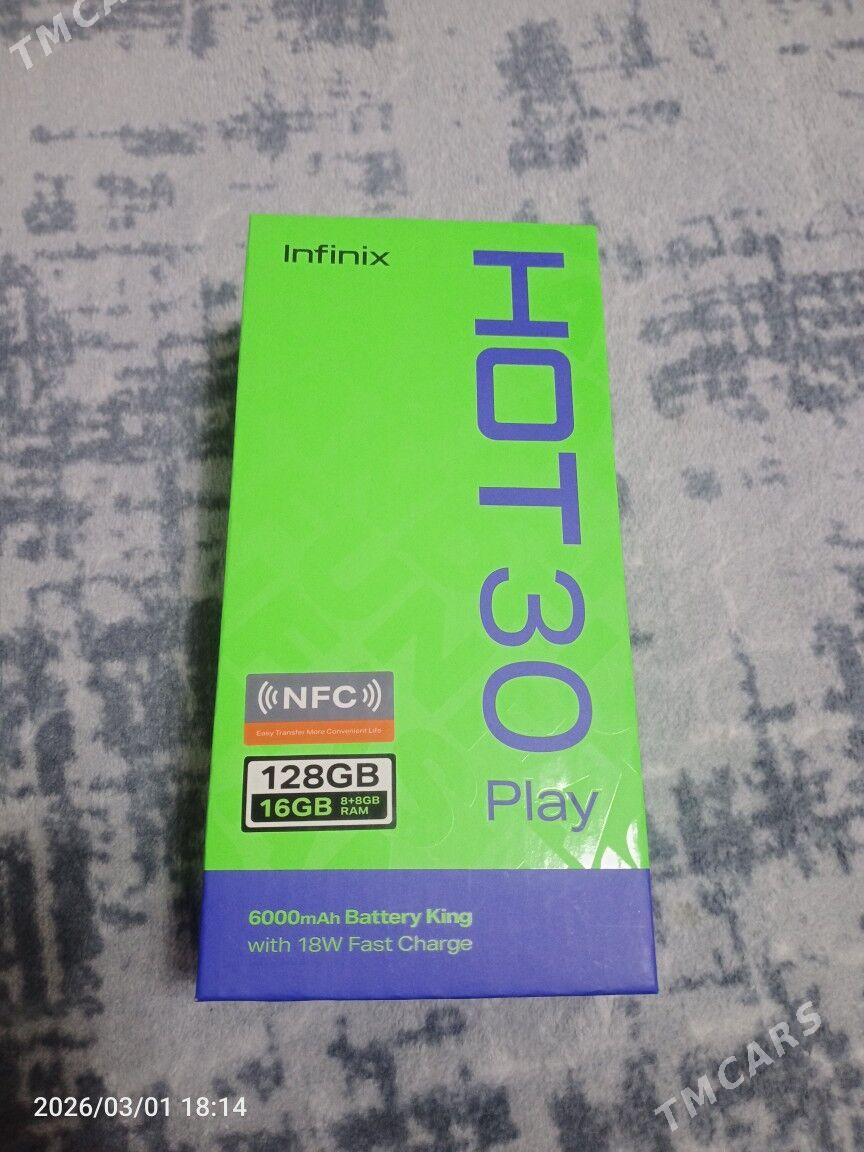 TMCARS
Infinix
HOT 30
Play
NFC
Easy Transfer More Convenient Life
128GB
16GB 8+8GB RAM
6000mAh Battery King
with 18W Fast Charge
TMCARS
2026/03/01 18:14